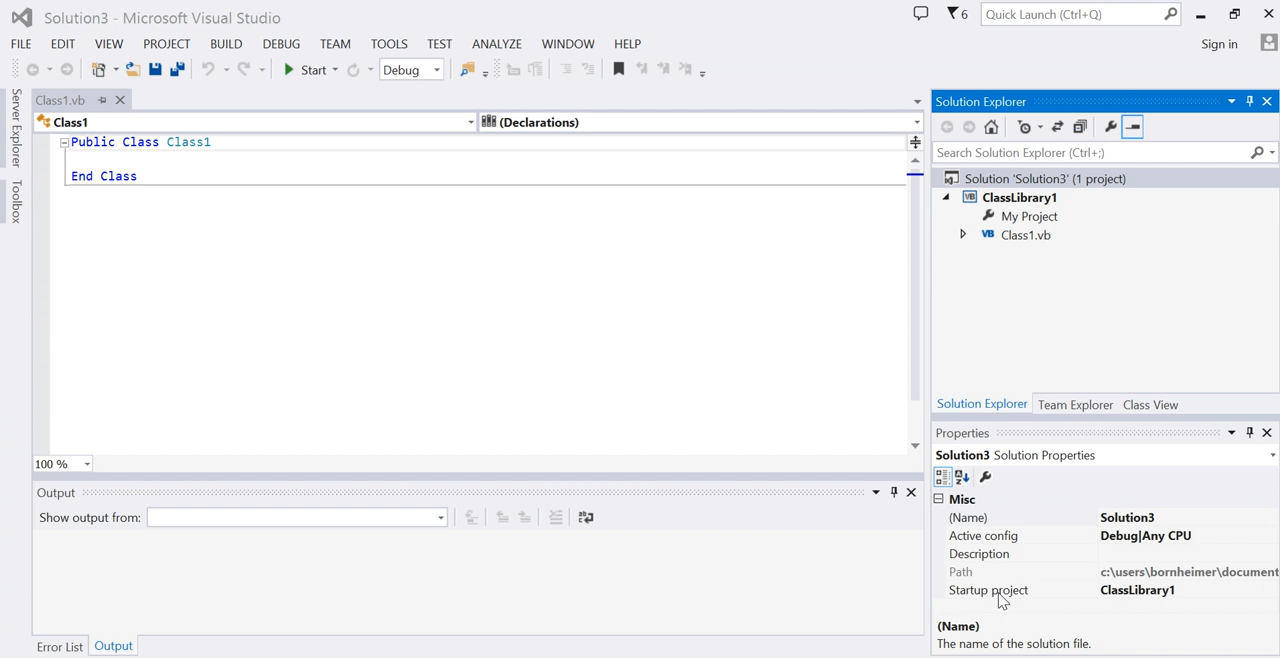 Solution3 - Microsoft Visual Studio
6
Quick Launch (Ctrl+Q)
FILE EDIT VIEW PROJECT BUILD DEBUG TEAM TOOLS TEST ANALYZE WINDOW HELP
Sign in
Start
Debug
Server Explorer
Toolbox
Class1.vb
Class1
(Declarations)
Public Class Class1
End Class
100 %
Output
Show output from:
Error List
Output
Solution Explorer
Search Solution Explorer (Ctrl+;)
Solution 'Solution3' (1 project)
VB ClassLibrary1
My Project
VB Class1.vb
Solution Explorer Team Explorer Class View
Properties
Solution3 Solution Properties
Misc
(Name) Solution3
Active config Debug|Any CPU
Description
Path c:\users\bornheimer\document
Startup project ClassLibrary1
(Name)
The name of the solution file.